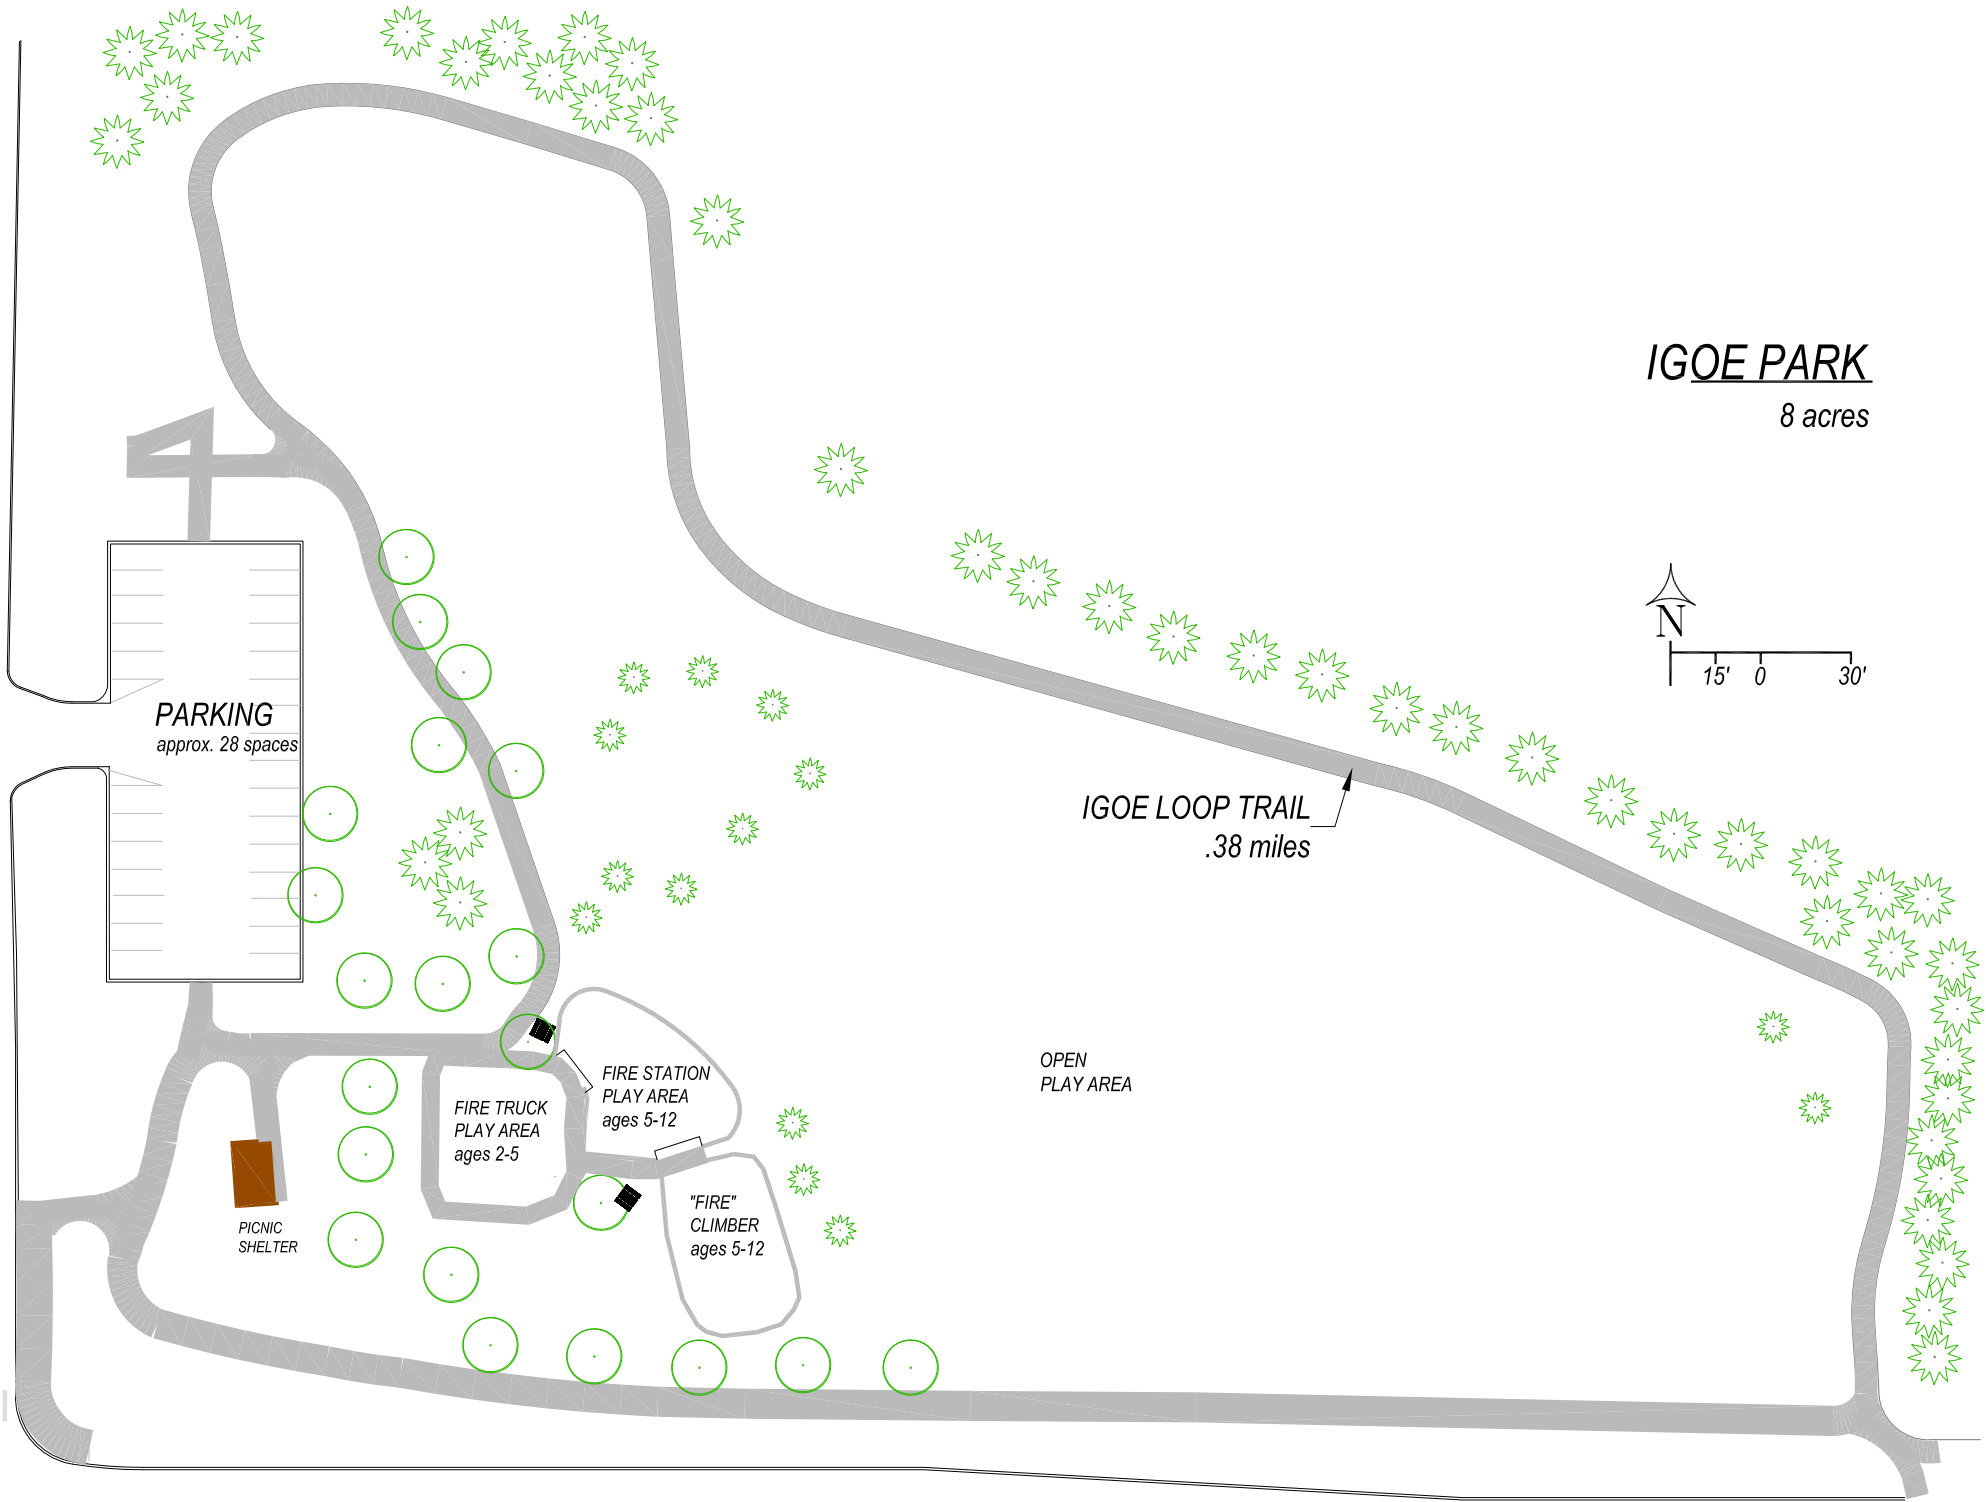 IGOE PARK
8 acres
N
15' 0 30'
PARKING
approx. 28 spaces
IGOE LOOP TRAIL
.38 miles
OPEN
PLAY AREA
FIRE STATION
PLAY AREA
ages 5-12
FIRE TRUCK
PLAY AREA
ages 2-5
"FIRE"
CLIMBER
ages 5-12
PICNIC
SHELTER